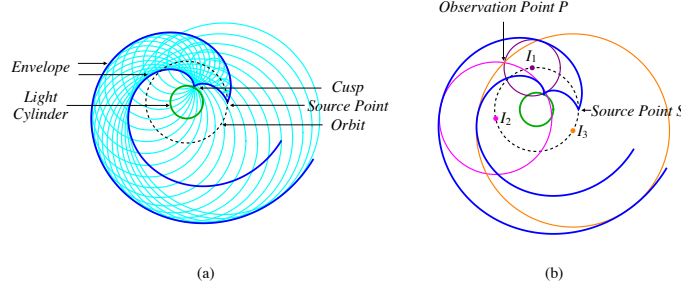 Envelope
Light
Cylinder
Cusp
Source Point
Orbit
(a)
Observation Point P
I1
I2
I3
Source Point S
(b)